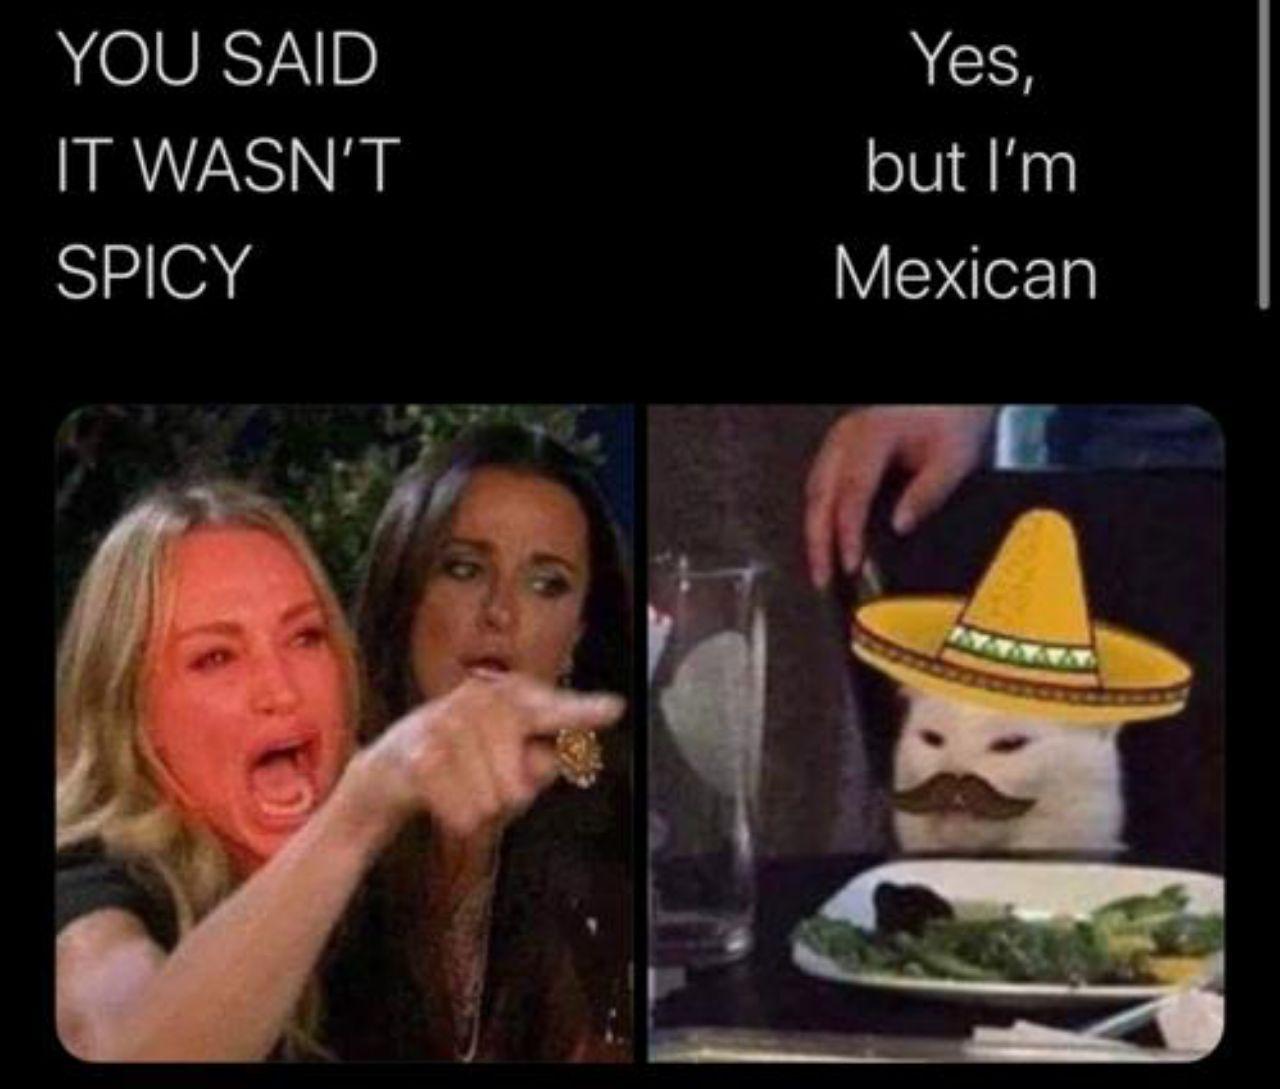 YOU SAID
IT WASN'T
SPICY
Yes,
but I'm
Mexican